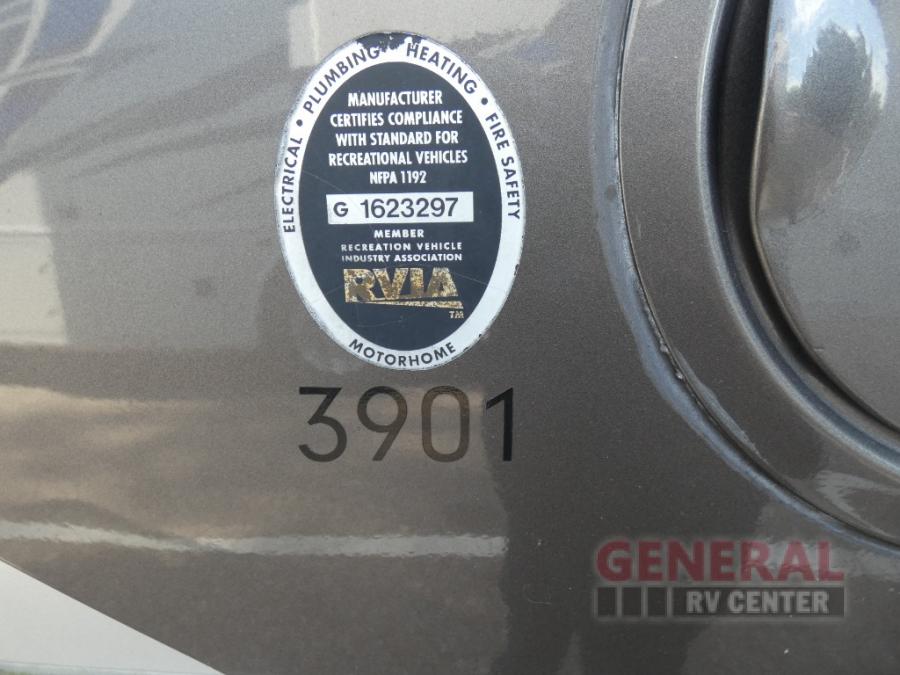 ELECTRICAL • PLUMBING • HEATING • FIRE SAFETY
MANUFACTURER
CERTIFIES COMPLIANCE
WITH STANDARD FOR
RECREATIONAL VEHICLES
NFPA 1192
G 1623297
MEMBER
RECREATION VEHICLE
INDUSTRY ASSOCIATION
RVIA
TM
MOTORHOME
3901
GENERAL
RV CENTER